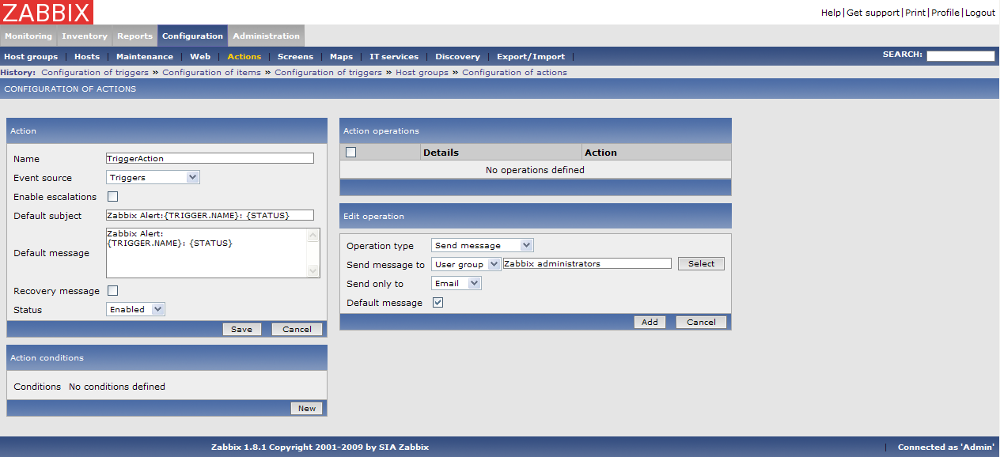 ZABBIX
Help|Get support|Print|Profile|Logout
Monitoring Inventory Reports Configuration Administration
Host groups | Hosts | Maintenance | Web | Actions | Screens | Maps | IT services | Discovery | Export/Import |
SEARCH:
History: Configuration of triggers » Configuration of items » Configuration of triggers » Host groups » Configuration of actions
CONFIGURATION OF ACTIONS
Action
Name TriggerAction
Event source Triggers
Enable escalations
Default subject Zabbix Alert:{TRIGGER.NAME}: {STATUS}
Default message
Zabbix Alert:
{TRIGGER.NAME}: {STATUS}
Recovery message
Status Enabled
Save Cancel
Action conditions
Conditions No conditions defined
New
Action operations
Details Action
No operations defined
Edit operation
Operation type Send message
Send message to User group Zabbix administrators Select
Send only to Email
Default message
Add Cancel
Zabbix 1.8.1 Copyright 2001-2009 by SIA Zabbix
| Connected as 'Admin'